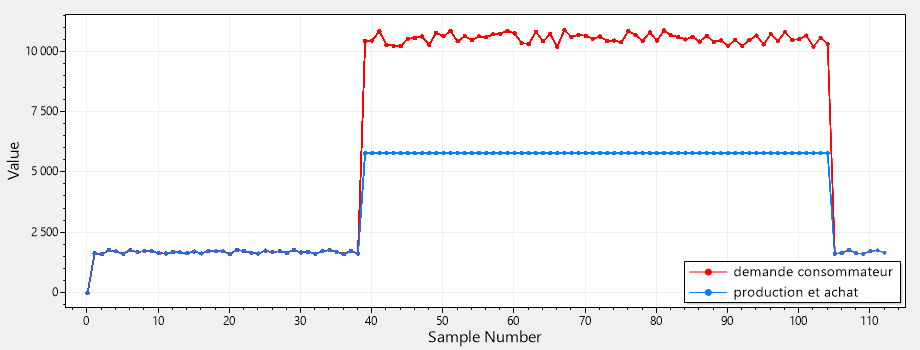 Value
10 000
7 500
5 000
2 500
0
0 10 20 30 40 50 60 70 80 90 100 110
Sample Number
demande consommateur
production et achat